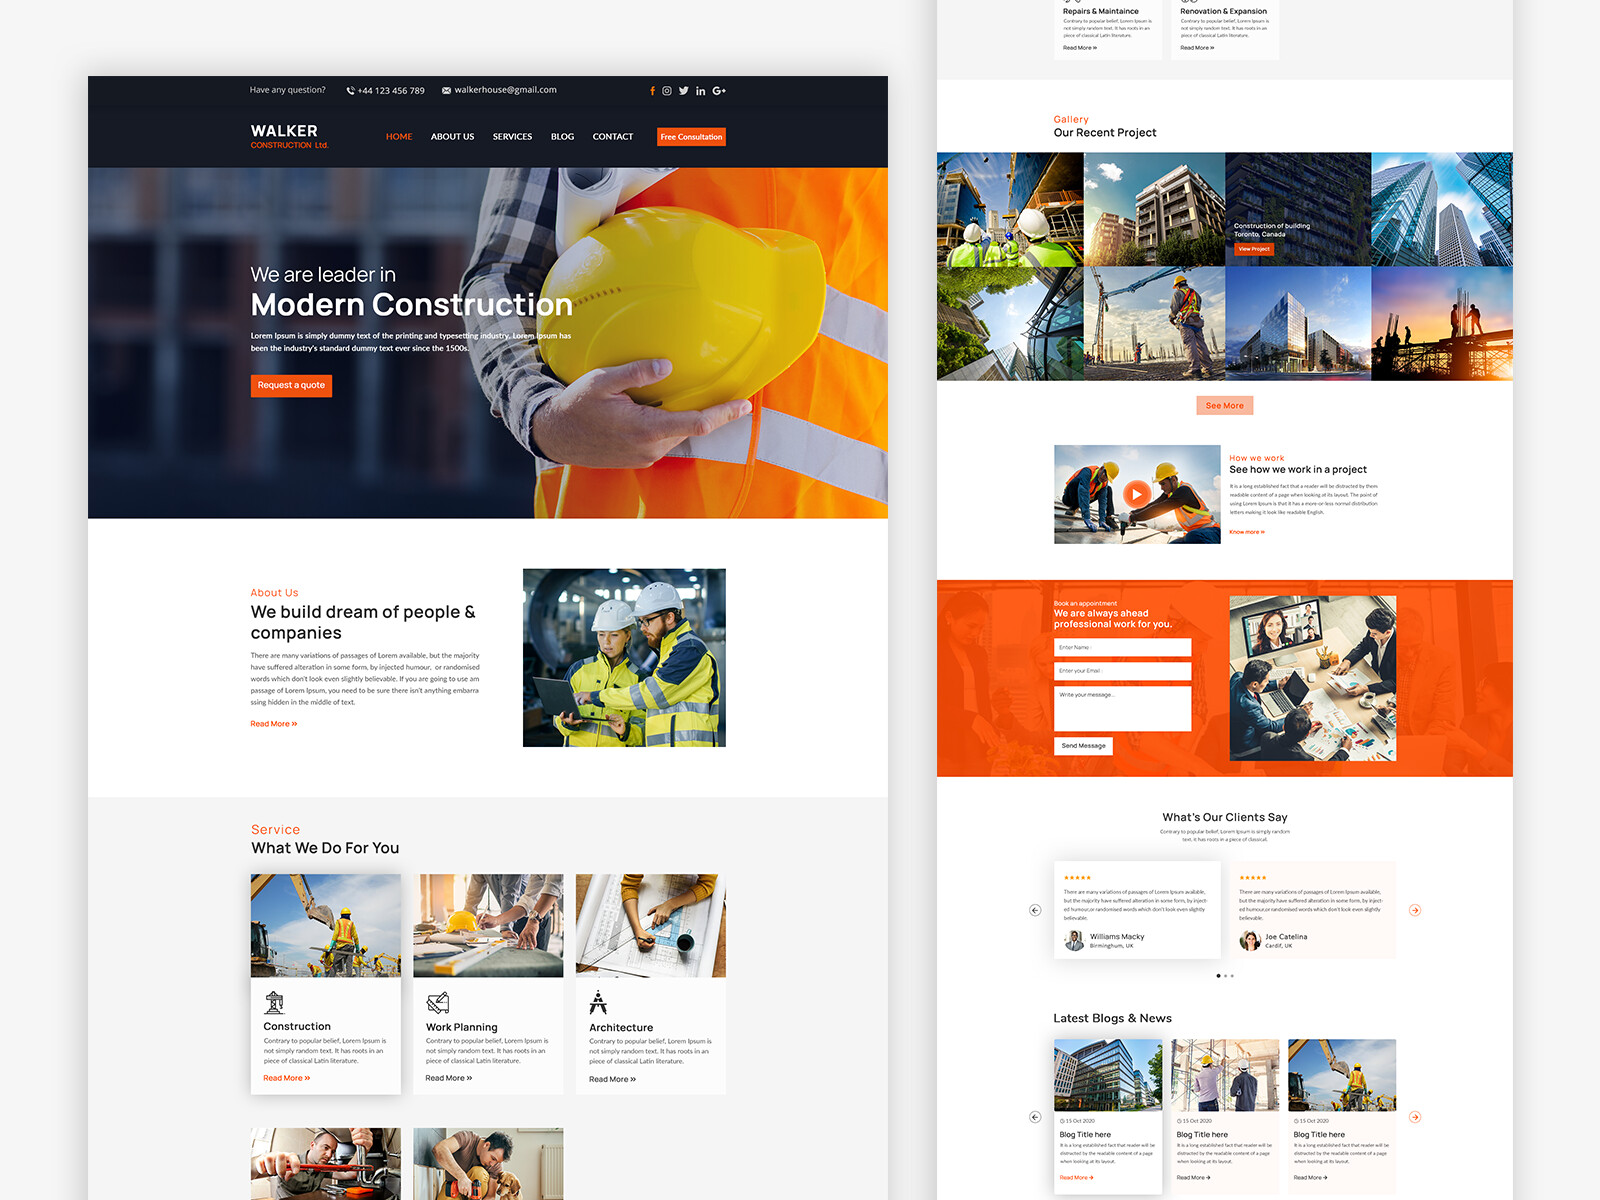 Have any question?
+44 123 456 789
walkerhouse@gmail.com
WALKER
CONSTRUCTION Ltd.
HOME
ABOUT US
SERVICES
BLOG
CONTACT
Free Consultation
We are leader in
Modern Construction
Lorem Ipsum is simply dummy text of the printing and typesetting industry. Lorem Ipsum has
been the industry's standard dummy text ever since the 1500s.
Request a quote
About Us
We build dream of people &
companies
There are many variations of passages of Lorem available, but the majority
have suffered alteration in some form, by injected humour, or randomised
words which don't look even slightly believable. If you are going to use am
passage of Lorem Ipsum, you need to be sure there isn't anything embarra
ssing hidden in the middle of text.
Read More »
Service
What We Do For You
Construction
Contrary to popular belief, Lorem Ipsum is
not simply random text. It has roots in an
piece of classical Latin literature.
Read More »
Work Planning
Contrary to popular belief, Lorem Ipsum is
not simply random text. It has roots in an
piece of classical Latin literature.
Read More »
Architecture
Contrary to popular belief, Lorem Ipsum is
not simply random text. It has roots in an
piece of classical Latin literature.
Read More »
Repairs & Maintaince
Contrary to popular belief, Lorem Ipsum is
not simply random text. It has roots in an
piece of classical Latin literature.
Read More »
Renovation & Expansion
Contrary to popular belief, Lorem Ipsum is
not simply random text. It has roots in an
piece of classical Latin literature.
Read More »
Gallery
Our Recent Project
Construction of building
Toronto, Canada
View Project
See More
How we work
See how we work in a project
It is a long established fact that a reader will be distracted by them
readable content of a page when looking at its layout. The point of
using Lorem Ipsum is that it has a more-or-less normal distribution
letters making it look like readable English.
Know more »
Book an appointment
We are always ahead
professional work for you.
Enter Name
Enter your Email
Write your message...
Send Message
What's Our Clients Say
Contrary to popular belief, Lorem Ipsum is simply random
text. it has roots in a piece of classical.
There are many variations of passages of Lorem Ipsum available,
but the majority have suffered alteration in some form, by inject-
ed humour,or randomised words which don't look even slightly
believable.
Williams Macky
Birminghum, UK
There are many variations of passages of Lorem Ipsum available,
but the majority have suffered alteration in some form, by inject-
ed humour,or randomised words which don't look even slightly
believable.
Joe Catelina
Cardif, UK
Latest Blogs & News
15 Oct 2020
Blog Title here
It is a long established fact that reader will be
distracted by the readable content of a page
when looking at its layout.
Read More →
15 Oct 2020
Blog Title here
It is a long established fact that reader will be
distracted by the readable content of a page
when looking at its layout.
Read More →
15 Oct 2020
Blog Title here
It is a long established fact that reader will be
distracted by the readable content of a page
when looking at its layout.
Read More →